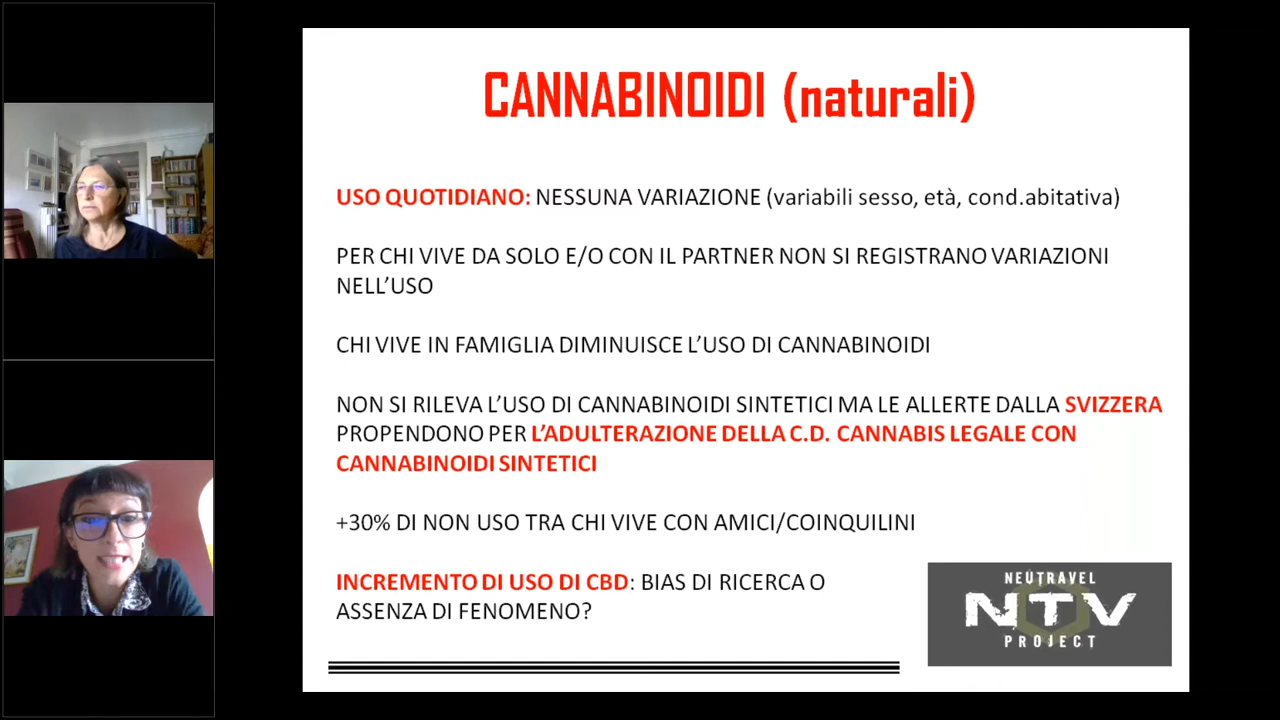 CANNABINOIDI (naturali)
USO QUOTIDIANO: NESSUNA VARIAZIONE (variabili sesso, età, cond.abitativa)
PER CHI VIVE DA SOLO E/O CON IL PARTNER NON SI REGISTRANO VARIAZIONI
NELL'USO
CHI VIVE IN FAMIGLIA DIMINUISCE L'USO DI CANNABINOIDI
NON SI RILEVA L'USO DI CANNABINOIDI SINTETICI MA LE ALLERTE DALLA SVIZZERA
PROPENDONO PER L'ADULTERAZIONE DELLA C.D. CANNABIS LEGALE CON
CANNABINOIDI SINTETICI
+30% DI NON USO TRA CHI VIVE CON AMICI/COINQUILINI
INCREMENTO DI USO DI CBD: BIAS DI RICERCA O
ASSENZA DI FENOMENO?
NEUTRAVEL
NTV
PROJECT